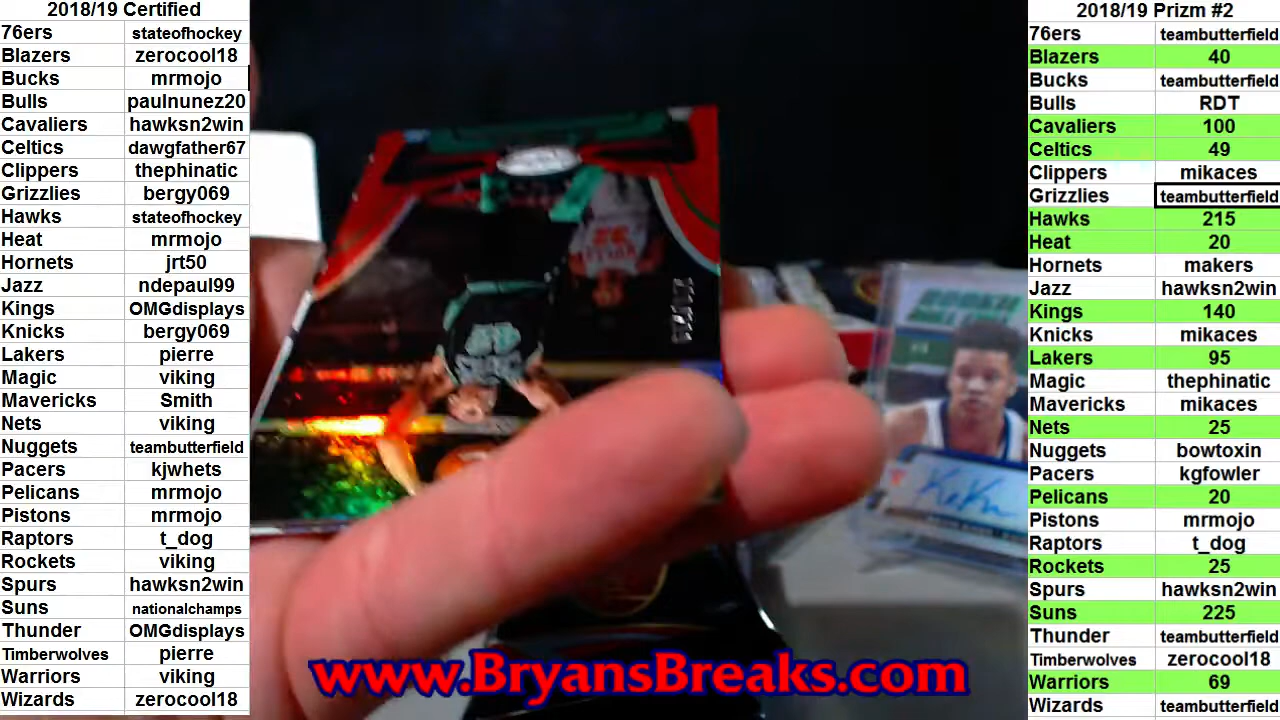 2018/19 Certified
76ers stateofhockey
Blazers zerocool18
Bucks mrmojo
Bulls paulnunez20
Cavaliers hawksn2win
Celtics dawgfather67
Clippers thephinatic
Grizzlies bergy069
Hawks stateofhockey
Heat mrmojo
Hornets jrt50
Jazz ndepaul99
Kings OMGdisplays
Knicks bergy069
Lakers pierre
Magic viking
Mavericks Smith
Nets viking
Nuggets teambutterfield
Pacers kjwhets
Pelicans mrmojo
Pistons mrmojo
Raptors t_dog
Rockets viking
Spurs hawksn2win
Suns nationalchamps
Thunder OMGdisplays
Timberwolves pierre
Warriors viking
Wizards zerocool18
ROOKIE
www.BryansBreaks.com
2018/19 Prizm #2
76ers teambutterfield
Blazers 40
Bucks teambutterfield
Bulls RDT
Cavaliers 100
Celtics 49
Clippers mikaces
Grizzlies teambutterfield
Hawks 215
Heat 20
Hornets makers
Jazz hawksn2win
Kings 140
Knicks mikaces
Lakers 95
Magic thephinatic
Mavericks mikaces
Nets 25
Nuggets bowtoxin
Pacers kgfowler
Pelicans 20
Pistons mrmojo
Raptors t_dog
Rockets 25
Spurs hawksn2win
Suns 225
Thunder teambutterfield
Timberwolves zerocool18
Warriors 69
Wizards teambutterfield